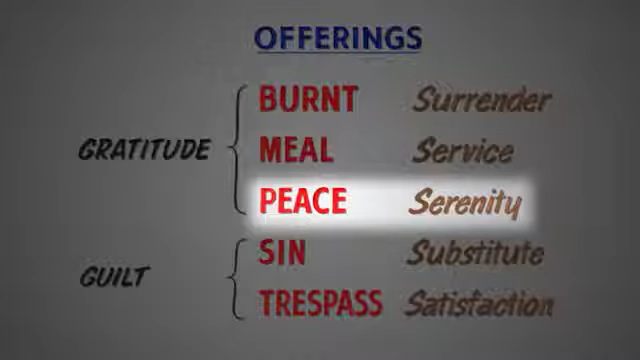 OFFERINGS
GRATITUDE
BURNT Surrender
MEAL Service
PEACE Serenity
GUILT
SIN Substitute
TRESPASS Satisfaction